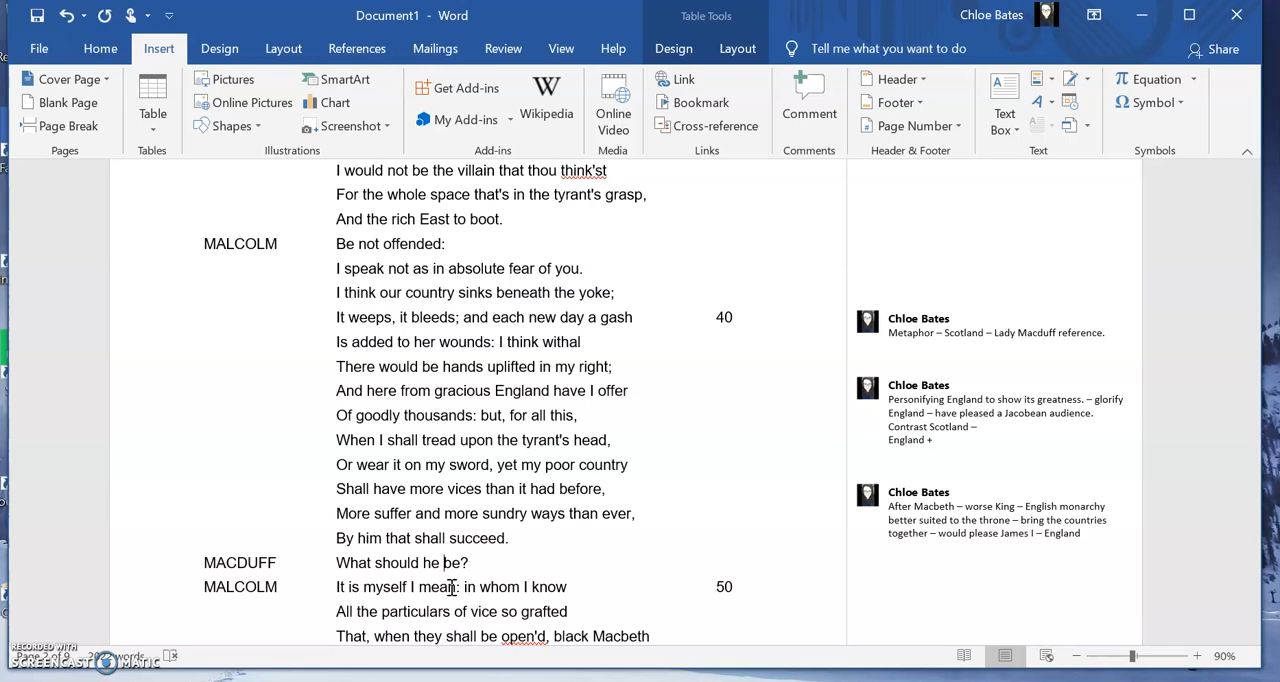 Document1 - Word
Table Tools
Chloe Bates
File Home Insert Design Layout References Mailings Review View Help Design Layout Tell me what you want to do Share
Cover Page
Blank Page
Page Break
Pages
Table
Tables
Pictures
Online Pictures
Shapes
SmartArt
Chart
Screenshot
Illustrations
Get Add-ins
My Add-ins
W
Wikipedia
Add-ins
Online
Video
Media
Link
Bookmark
Cross-reference
Links
Comment
Comments
Header
Footer
Page Number
Header & Footer
Text
Box
Text
Equation
Symbol
Symbols
I would not be the villain that thou think'st
For the whole space that's in the tyrant's grasp,
And the rich East to boot.
MALCOLM Be not offended:
I speak not as in absolute fear of you.
I think our country sinks beneath the yoke;
It weeps, it bleeds; and each new day a gash 40
Is added to her wounds: I think withal
There would be hands uplifted in my right;
And here from gracious England have I offer
Of goodly thousands: but, for all this,
When I shall tread upon the tyrant's head,
Or wear it on my sword, yet my poor country
Shall have more vices than it had before,
More suffer and more sundry ways than ever,
By him that shall succeed.
MACDUFF What should he be?
MALCOLM It is myself I mean: in whom I know 50
All the particulars of vice so grafted
That, when they shall be open'd, black Macbeth
Chloe Bates
Metaphor – Scotland – Lady Macduff reference.
Chloe Bates
Personifying England to show its greatness. – glorify
England – have pleased a Jacobean audience.
Contrast Scotland –
England +
Chloe Bates
After Macbeth – worse King – English monarchy
better suited to the throne – bring the countries
together – would please James I – England
RECORDED WITH
SCREENCAST MATIC
90%